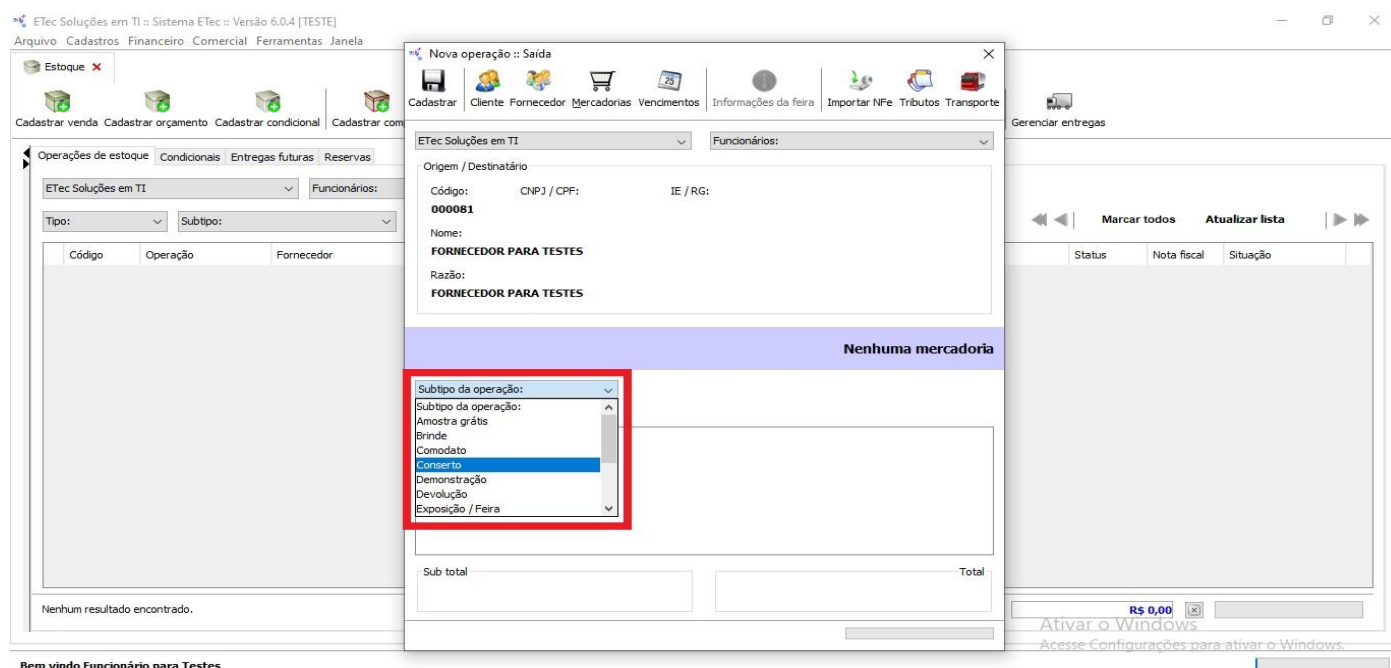 ETec Soluções em TI :: Sistema ETec :: Versão 6.0.4 [TESTE]
Arquivo Cadastros Financeiro Comercial Ferramentas Janela
Estoque
Cadastrar venda Cadastrar orçamento Cadastrar condicional Cadastrar com
Gerenciar entregas
Operações de estoque Condicionais Entregas futuras Reservas
ETec Soluções em TI Funcionários:
Tipo: Subtipo:
Marcar todos Atualizar lista
Código Operação Fornecedor
Status Nota fiscal Situação
Nenhum resultado encontrado.
R$ 0,00
Bem vindo Funcionário para Testes
Nova operação :: Saída
Cadastrar Cliente Fornecedor Mercadorias Vencimentos Informações da feira Importar NFe Tributos Transporte
25
ETec Soluções em TI Funcionários:
Origem / Destinatário
Código: CNPJ / CPF: IE / RG:
000081
Nome:
FORNECEDOR PARA TESTES
Razão:
FORNECEDOR PARA TESTES
Nenhuma mercadoria
Subtipo da operação:
Subtipo da operação:
Amostra grátis
Brinde
Comodato
Conserto
Demonstração
Devolução
Exposição / Feira
Sub total Total
Ativar o Windows
Acesse Configurações para ativar o Windows.